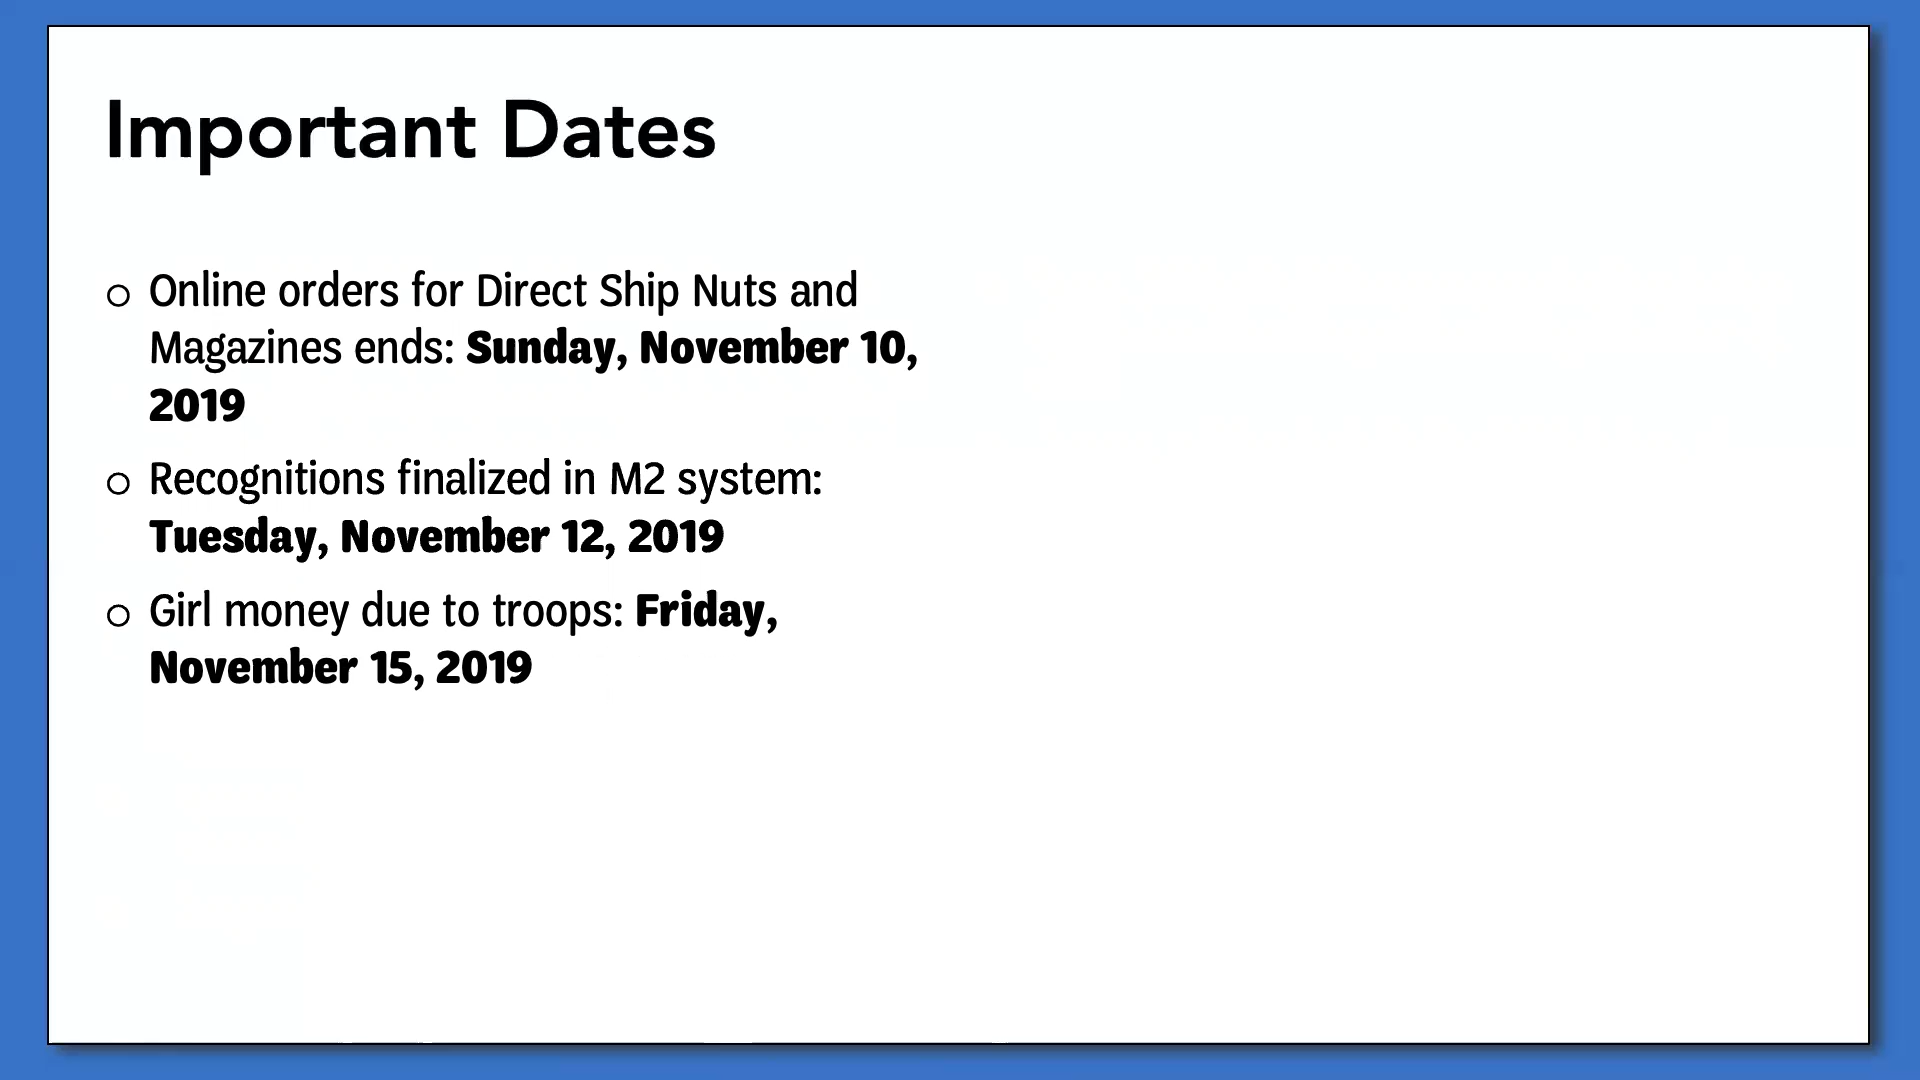 Important Dates
Online orders for Direct Ship Nuts and
Magazines ends: Sunday, November 10,
2019
Recognitions finalized in M2 system:
Tuesday, November 12, 2019
Girl money due to troops: Friday,
November 15, 2019